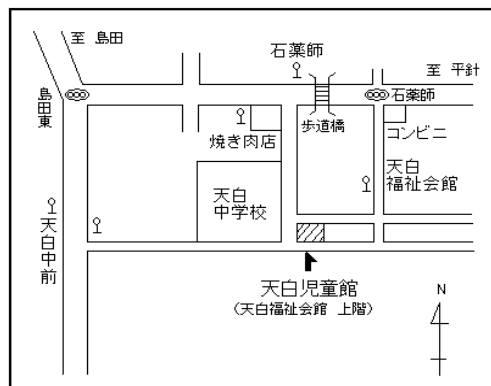 至 島田
石薬師
至 平針
島田東
石薬師
焼き肉店
歩道橋
コンビニ
天白
福祉会館
天白
中学校
天白中前
天白児童館
(天白福祉会館 上階)
N